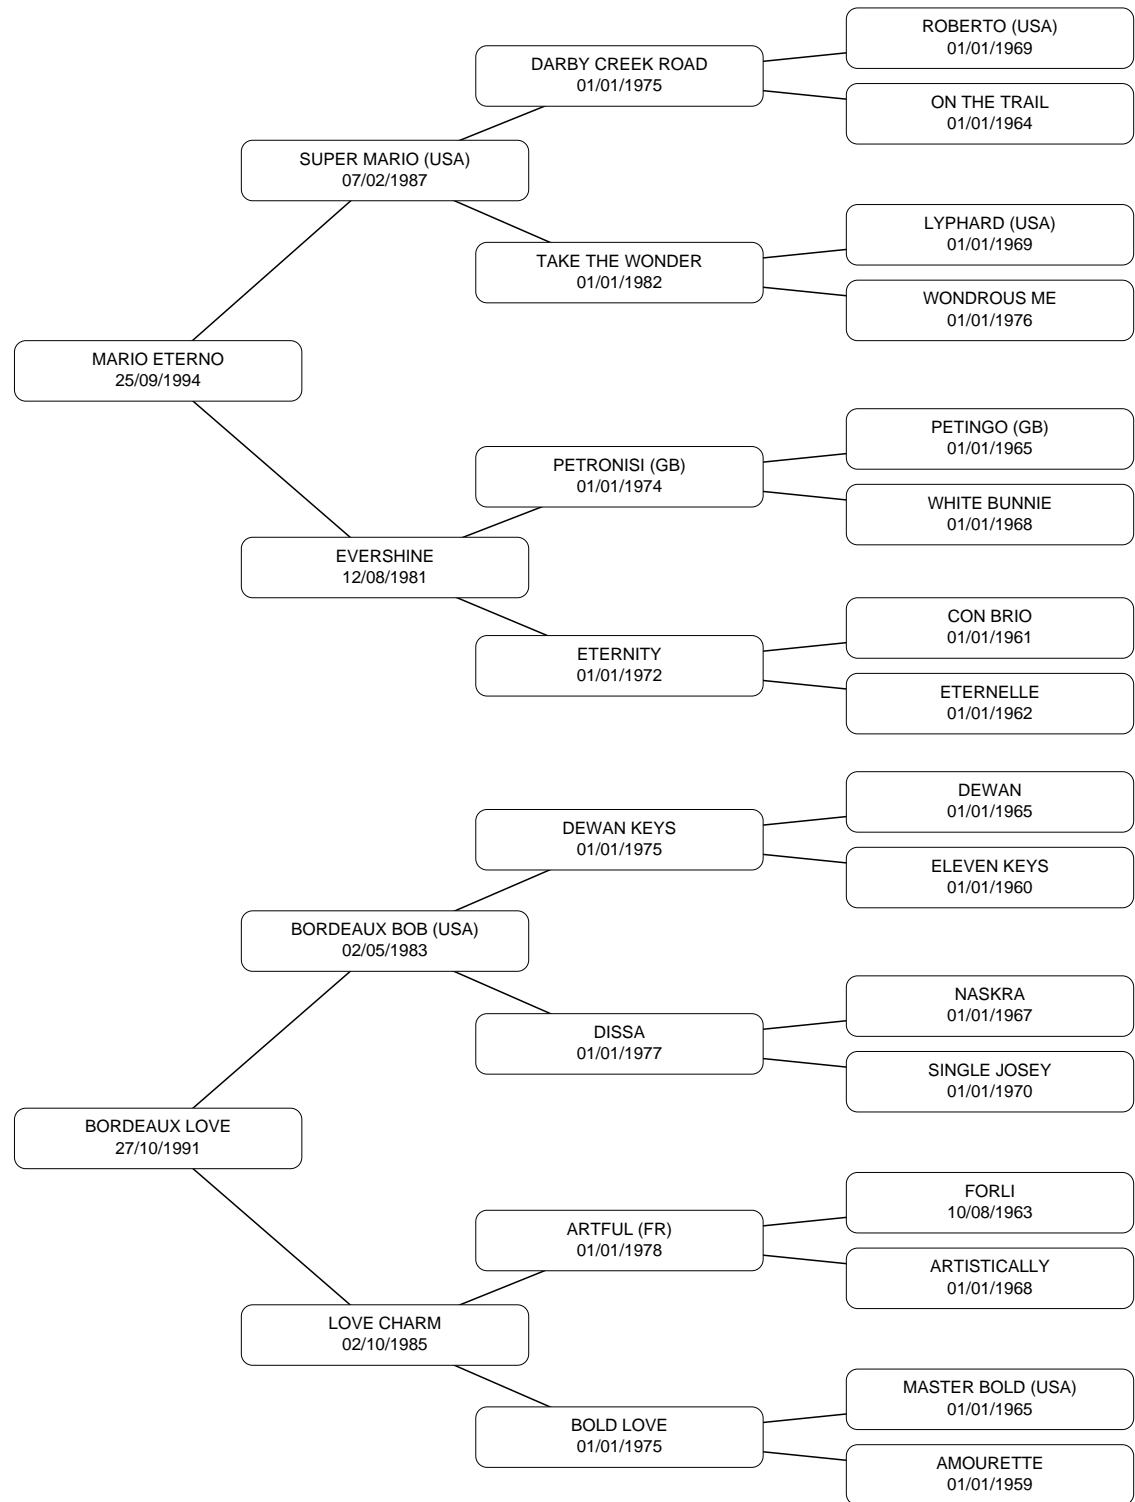 ROBERTO (USA)
01/01/1969
DARBY CREEK ROAD
01/01/1975
ON THE TRAIL
01/01/1964
SUPER MARIO (USA)
07/02/1987
LYPHARD (USA)
01/01/1969
TAKE THE WONDER
01/01/1982
WONDROUS ME
01/01/1976
MARIO ETERNO
25/09/1994
PETINGO (GB)
01/01/1965
PETRONISI (GB)
01/01/1974
WHITE BUNNIE
01/01/1968
EVERSHINE
12/08/1981
CON BRIO
01/01/1961
ETERNITY
01/01/1972
ETERNELLE
01/01/1962
DEWAN
01/01/1965
DEWAN KEYS
01/01/1975
ELEVEN KEYS
01/01/1960
BORDEAUX BOB (USA)
02/05/1983
NASKRA
01/01/1967
DISSA
01/01/1977
SINGLE JOSEY
01/01/1970
BORDEAUX LOVE
27/10/1991
FORLI
10/08/1963
ARTFUL (FR)
01/01/1978
ARTISTICALLY
01/01/1968
LOVE CHARM
02/10/1985
MASTER BOLD (USA)
01/01/1965
BOLD LOVE
01/01/1975
AMOURETTE
01/01/1959